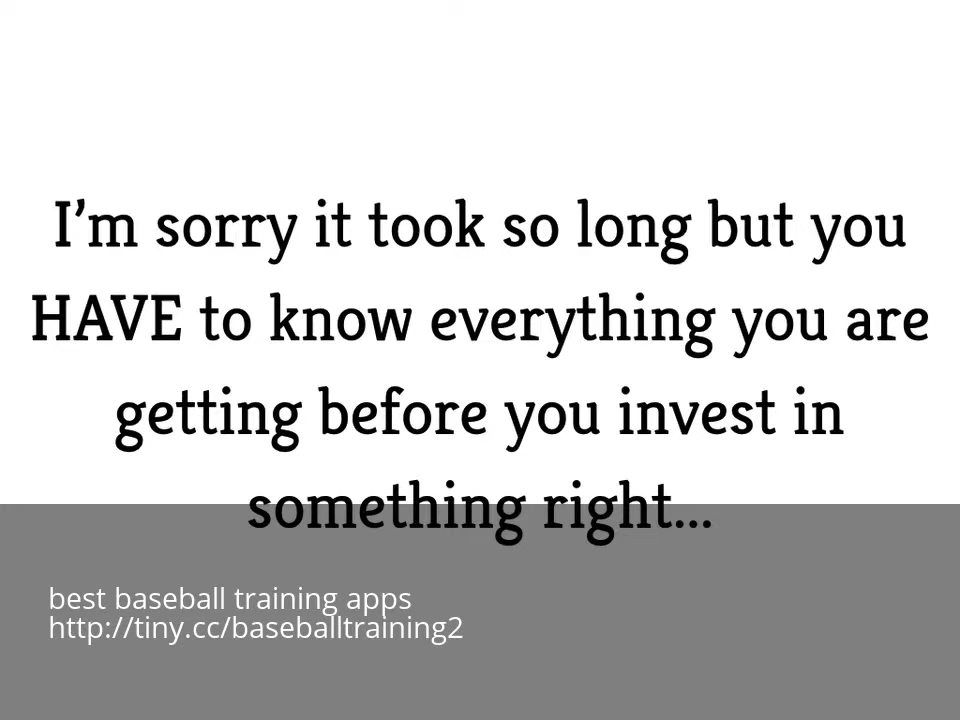 I’m sorry it took so long but you
HAVE to know everything you are
getting before you invest in
something right...
best baseball training apps
http://tiny.cc/baseballtraining2